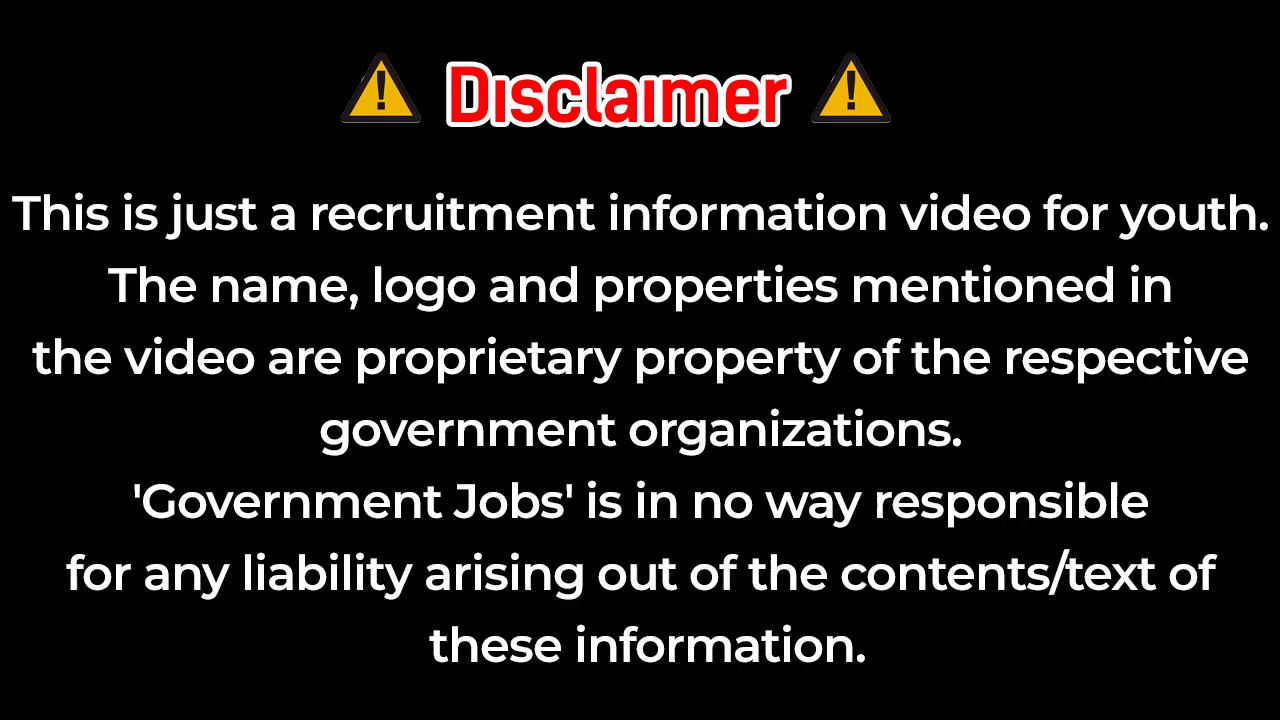 Disclaimer
This is just a recruitment information video for youth.
The name, logo and properties mentioned in
the video are proprietary property of the respective
government organizations.
'Government Jobs' is in no way responsible
for any liability arising out of the contents/text of
these information.